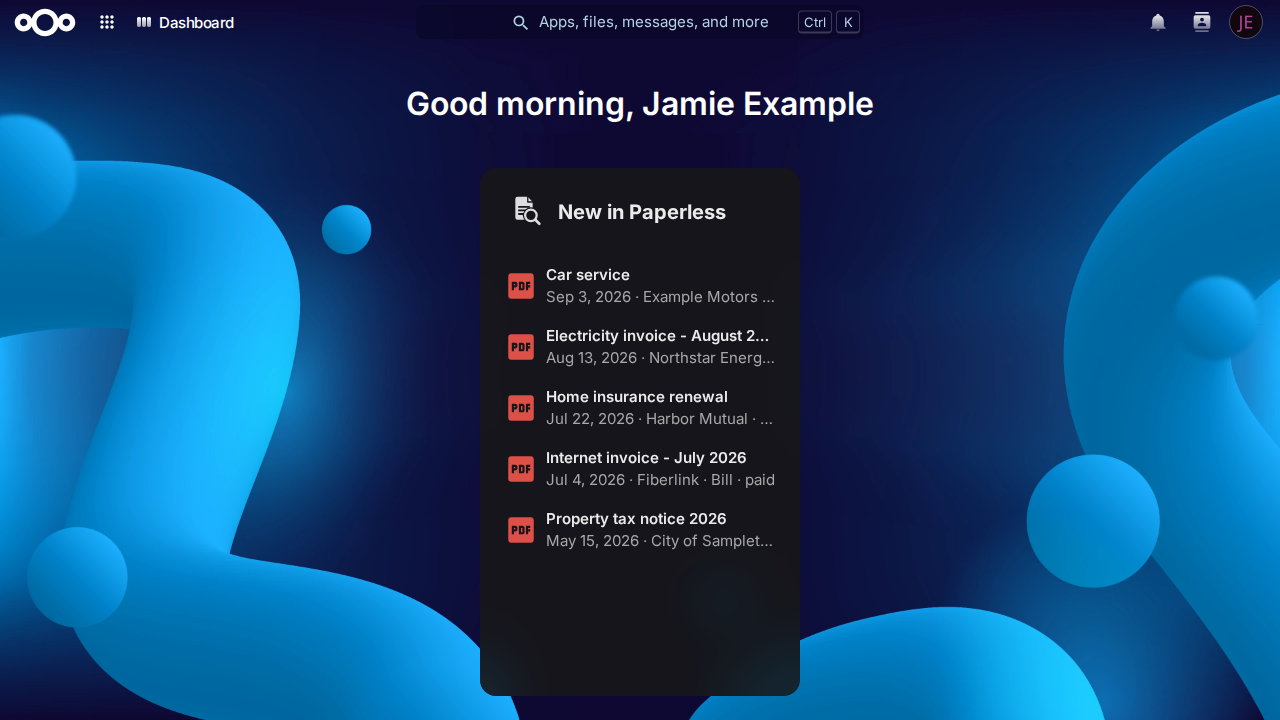 Dashboard
Apps, files, messages, and more
Ctrl K
JE
Good morning, Jamie Example
New in Paperless
PDF
Car service
Sep 3, 2026 · Example Motors ...
PDF
Electricity invoice - August 2...
Aug 13, 2026 · Northstar Energ...
PDF
Home insurance renewal
Jul 22, 2026 · Harbor Mutual · ...
PDF
Internet invoice - July 2026
Jul 4, 2026 · Fiberlink · Bill · paid
PDF
Property tax notice 2026
May 15, 2026 · City of Samplet...